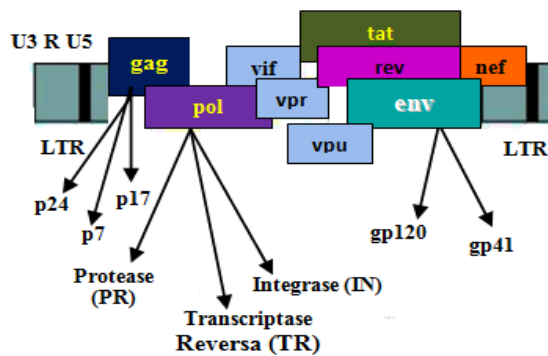 tat
U3 R U5
gag
vif
rev
nef
vpr
pol
env
LTR
vpu
LTR
p24
p7
p17
gp120
gp41
Protease
(PR)
Integrase (IN)
Transcriptase
Reversa (TR)